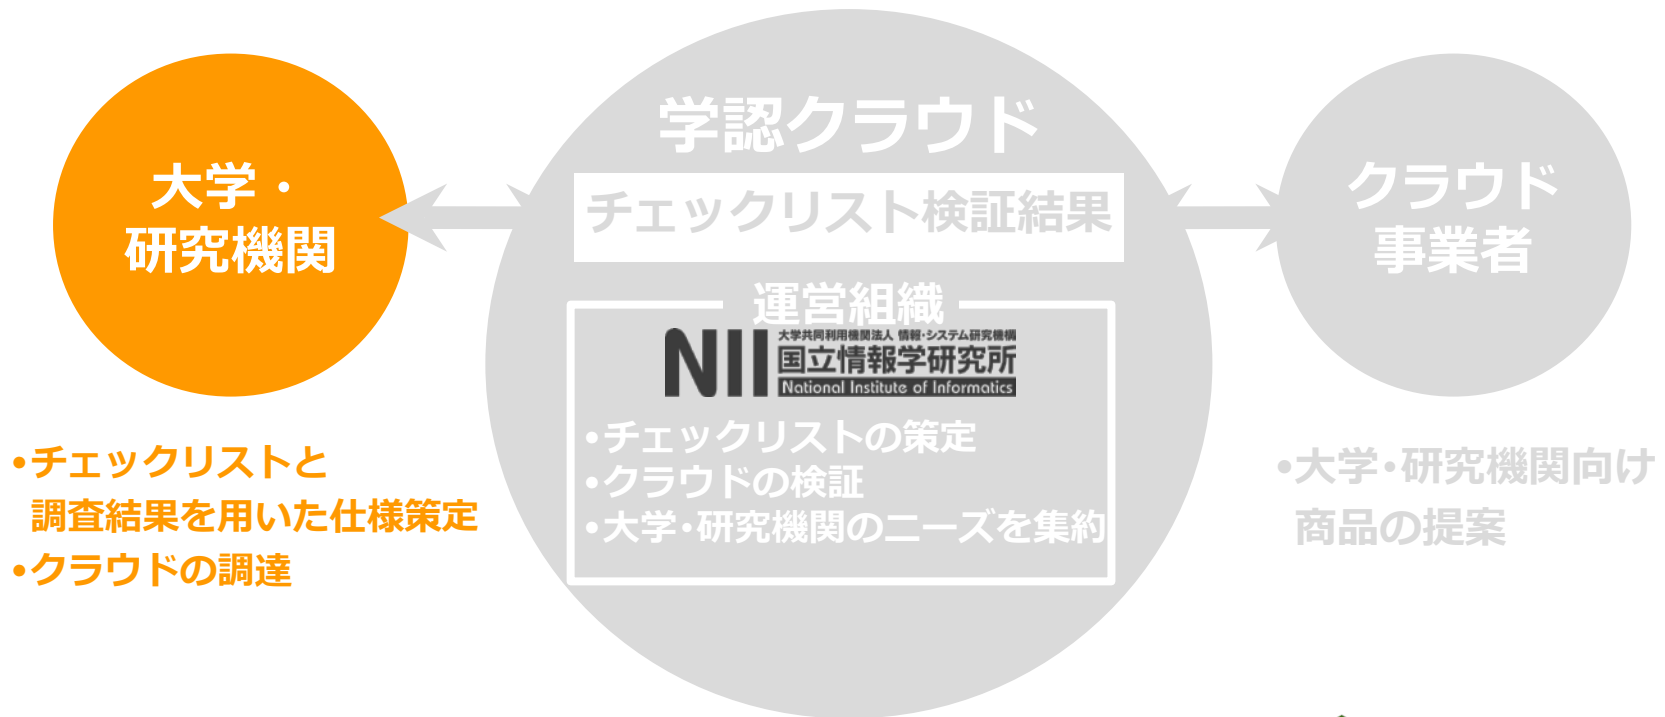 大学・
研究機関
•チェックリストと
調査結果を用いた仕様策定
•クラウドの調達
学認クラウド
チェックリスト検証結果
運営組織
NII
大学共同利用機関法人 情報・システム研究機構
国立情報学研究所
National Institute of Informatics
•チェックリストの策定
•クラウドの検証
•大学・研究機関のニーズを集約
クラウド
事業者
•大学・研究機関向け
商品の提案